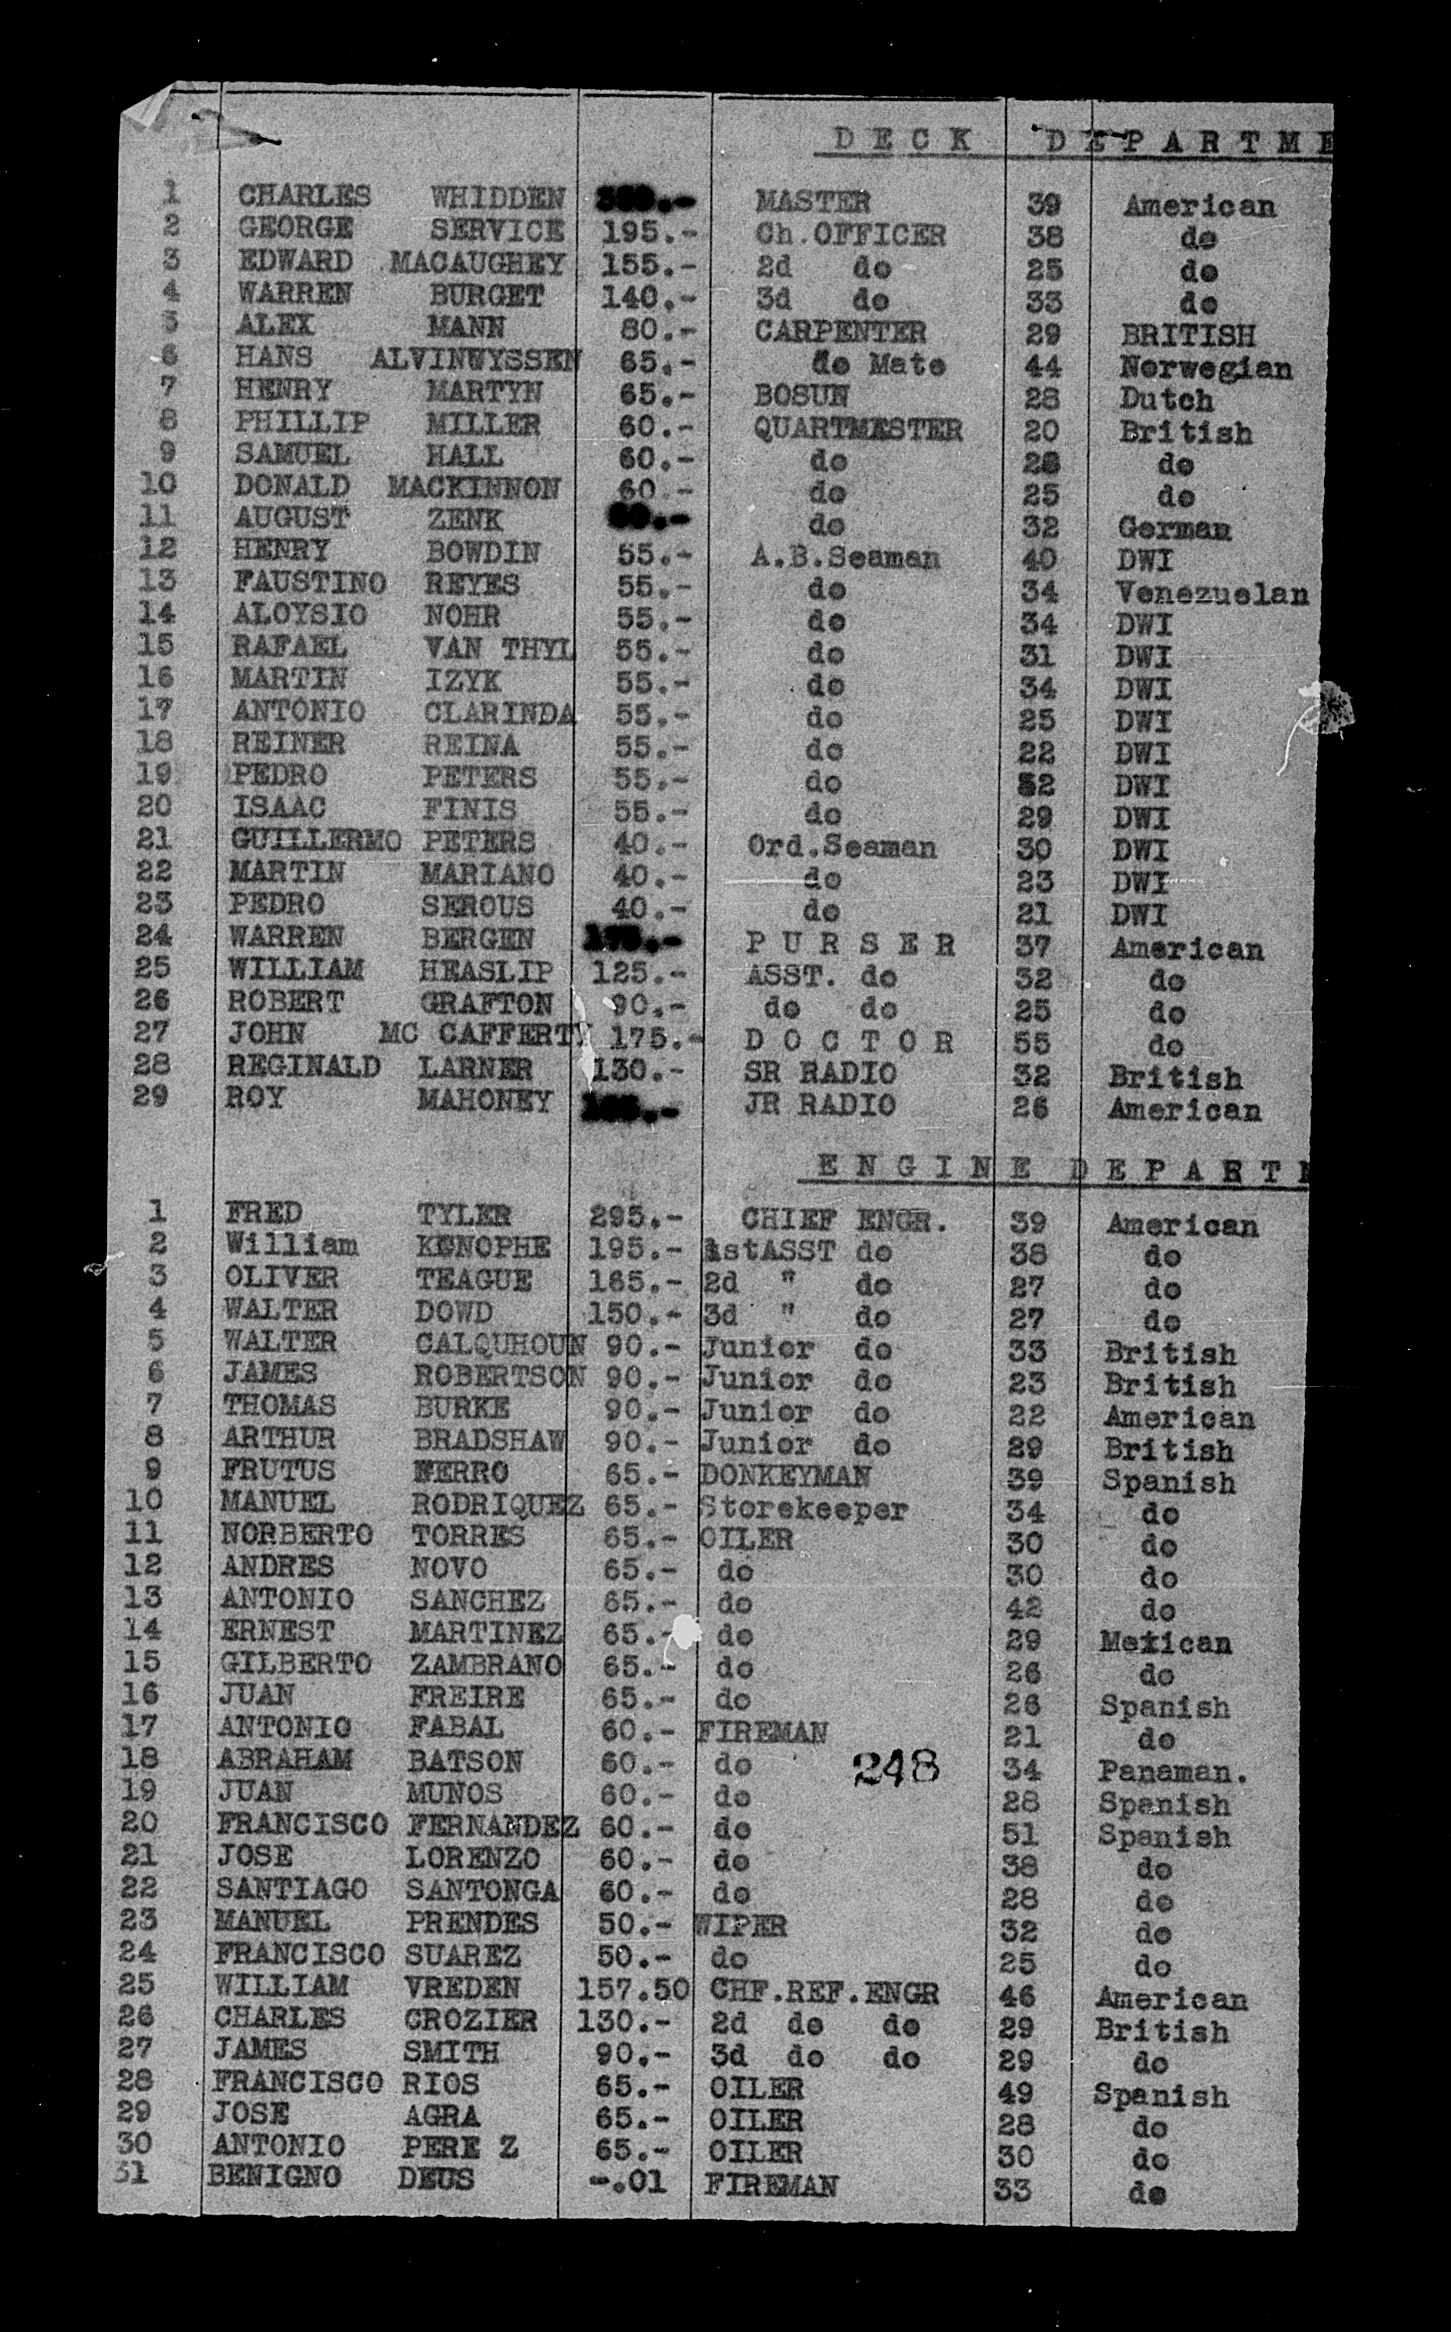 DECK DEPARTME
1 CHARLES WHIDDEN MASTER 39 American
2 GEORGE SERVICE 195.- Ch.OFFICER 38 do
3 EDWARD MACAUGHEY 155.- 2d do 25 do
4 WARREN BURGET 140.- 3d do 33 do
5 ALEX MANN 80.- CARPENTER 29 BRITISH
6 HANS ALVINWYSSEN 65.- do Mate 44 Norwegian
7 HENRY MARTYN 65.- BOSUN 28 Dutch
8 PHILLIP MILLER 60.- QUARTMESTER 20 British
9 SAMUEL HALL 60.- do 28 do
10 DONALD MACKINNON 60.- do 25 do
11 AUGUST ZENK do 32 German
12 HENRY BOWDIN 55.- A.B.Seaman 40 DWI
13 FAUSTINO REYES 55.- do 34 Venezuelan
14 ALOYSIO NOHR 55.- do 34 DWI
15 RAFAEL VAN THYL 55.- do 31 DWI
16 MARTIN IZYK 55.- do 34 DWI
17 ANTONIO CLARINDA 55.- do 25 DWI
18 REINER REINA 55.- do 22 DWI
19 PEDRO PETERS 55.- do DWI
20 ISAAC FINIS 55.- do 29 DWI
21 GUILLERMO PETERS 40.- Ord.Seaman 30 DWI
22 MARTIN MARIANO 40.- do 23 DWI
23 PEDRO SEROUS 40.- do 21 DWI
24 WARREN BERGEN PURSER 37 American
25 WILLIAM HEASLIP 125.- ASST. do 32 do
26 ROBERT GRAFTON 90.- do do 25 do
27 JOHN MC CAFFERTY 175.- DOCTOR 55 do
28 REGINALD LARNER 130.- SR RADIO 32 British
29 ROY MAHONEY JR RADIO 26 American
ENGINE DEPART
1 FRED TYLER 295.- CHIEF ENGR. 39 American
2 William KENOPHE 195.- 1stASST do 38 do
3 OLIVER TEAGUE 165.- 2d " do 27 do
4 WALTER DOWD 150.- 3d " do 27 do
5 WALTER CALQUHOUN 90.- Junior do 33 British
6 JAMES ROBERTSON 90.- Junior do 23 British
7 THOMAS BURKE 90.- Junior do 22 American
8 ARTHUR BRADSHAW 90.- Junior do 29 British
9 FRUTUS FERRO 65.- DONKEYMAN 39 Spanish
10 MANUEL RODRIQUEZ 65.- Storekeeper 34 do
11 NORBERTO TORRES 65.- OILER 30 do
12 ANDRES NOVO 65.- do 30 do
13 ANTONIO SANCHEZ 65.- do 42 do
14 ERNEST MARTINEZ 65.- do 29 Mexican
15 GILBERTO ZAMBRANO 65.- do 26 do
16 JUAN FREIRE 65.- do 26 Spanish
17 ANTONIO FABAL 60.- FIREMAN 21 do
18 ABRAHAM BATSON 60.- do 248 34 Panaman.
19 JUAN MUNOS 60.- do 28 Spanish
20 FRANCISCO FERNANDEZ 60.- do 51 Spanish
21 JOSE LORENZO 60.- do 38 do
22 SANTIAGO SANTONGA 60.- do 28 do
23 MANUEL PRENDES 50.- WIPER 32 do
24 FRANCISCO SUAREZ 50.- do 25 do
25 WILLIAM VREDEN 157.50 CHF.REF.ENGR 46 American
26 CHARLES CROZIER 130.- 2d do do 29 British
27 JAMES SMITH 90.- 3d do do 29 do
28 FRANCISCO RIOS 65.- OILER 49 Spanish
29 JOSE AGRA 65.- OILER 28 do
30 ANTONIO PERE Z 65.- OILER 30 do
31 BENIGNO DEUS -.01 FIREMAN 33 do